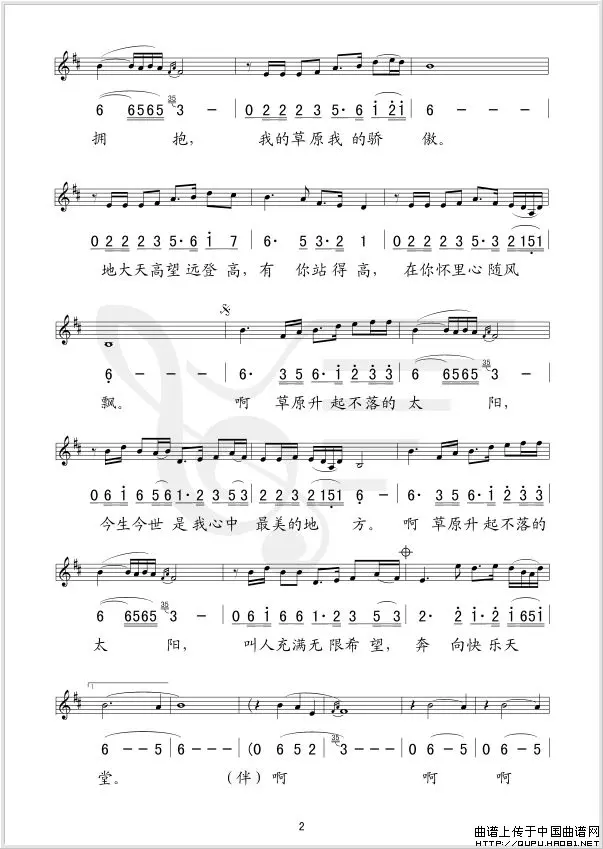 6 6565 35 3 - - | 0 2 2 2 3 5· 6 i 2i | 6 - - - |
拥 抱， 我的草原我的骄 傲。
0 2 2 2 3 5· 6 i 7 | 6· 5 3· 2 1 | 0 2 2 2 3 5· 3 2 151 |
地大天高望远登高，有 你站得高， 在你怀里心随风
6 - - - | 6· 3 5 6· i 2 3 3 | 6 6565 35 3 - |
飘。 啊 草原升起不落的 太 阳，
0 6 i 6 5 6 1· 2 3 5 3 | 2 2 3 2 151 6 - | 6· 3 5 6· i 2 3 3 |
今生今世是我心中 最美的地 方。 啊 草原升起不落的
6 6565 35 3 - | 0 6 i 6 6 1· 2 3 5 3 | 2· 2 2· i 2 i 651 |
太 阳， 叫人充满无限希望，奔 向快乐天
1
6 - - 5 | 6 - - - | (0 6 5 2 | 35 3 - - - | 0 6 - 5 | 0 6 - 5 |
堂。 （伴）啊 啊 啊
2
曲谱上传于中国曲谱网
HTTP://QUPU.HAO81.NET